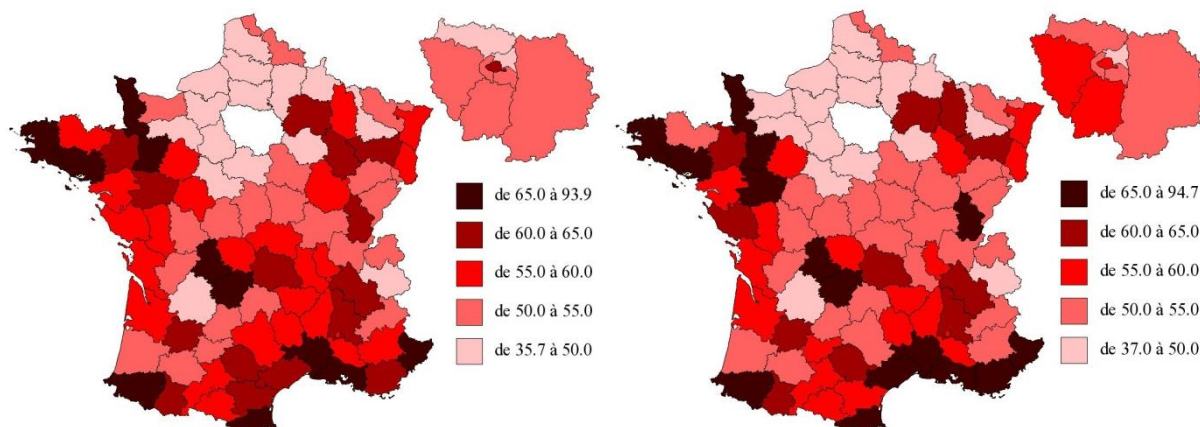 de 65.0 à 93.9
de 60.0 à 65.0
de 55.0 à 60.0
de 50.0 à 55.0
de 35.7 à 50.0
de 65.0 à 94.7
de 60.0 à 65.0
de 55.0 à 60.0
de 50.0 à 55.0
de 37.0 à 50.0